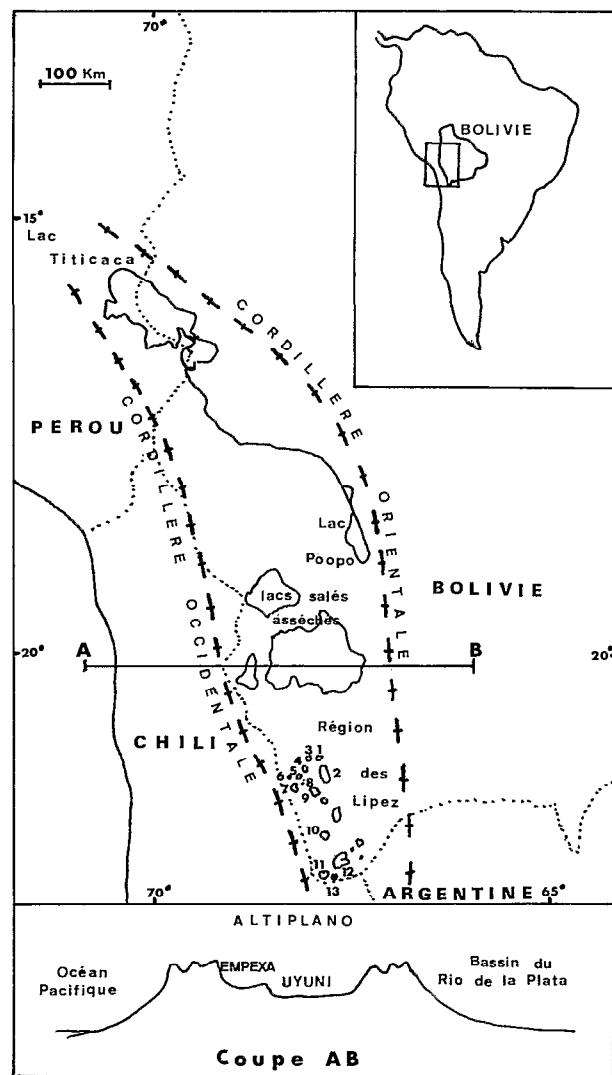 70°
100 Km
BOLIVIE
15°
Lac
Titicaca
CORDILLERE
ORIENTALE
PEROU
CORDILLERE
OCCIDENTALE
Lac
Poopo
BOLIVIE
lacs salés
asséchés
20°
A
B
20°
CHILI
Région
des
Lipez
3 1
4
5
2
6
7
8
9
10
11
12
13
ARGENTINE
70°
65°
ALTIPLANO
Océan
Pacifique
EMPEXA
UYUNI
Bassin du
Rio de la Plata
Coupe AB